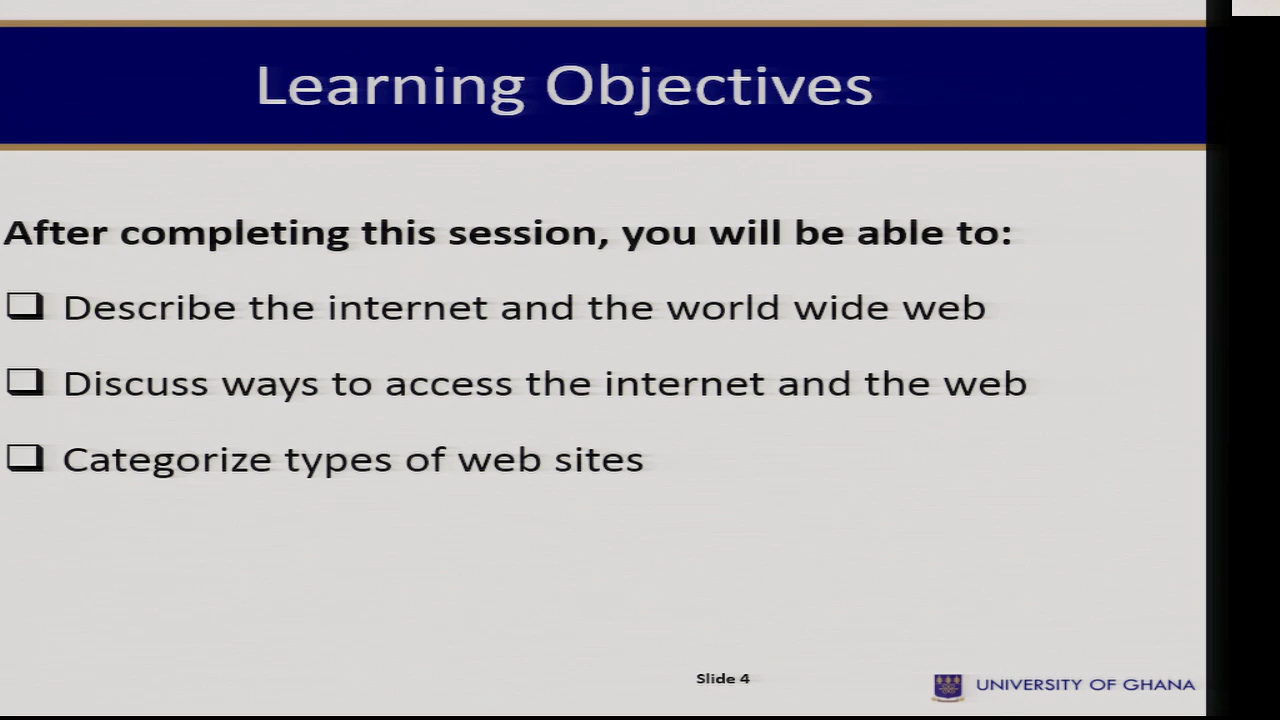 Learning Objectives
After completing this session, you will be able to:
Describe the internet and the world wide web
Discuss ways to access the internet and the web
Categorize types of web sites
Slide 4
UNIVERSITY OF GHANA